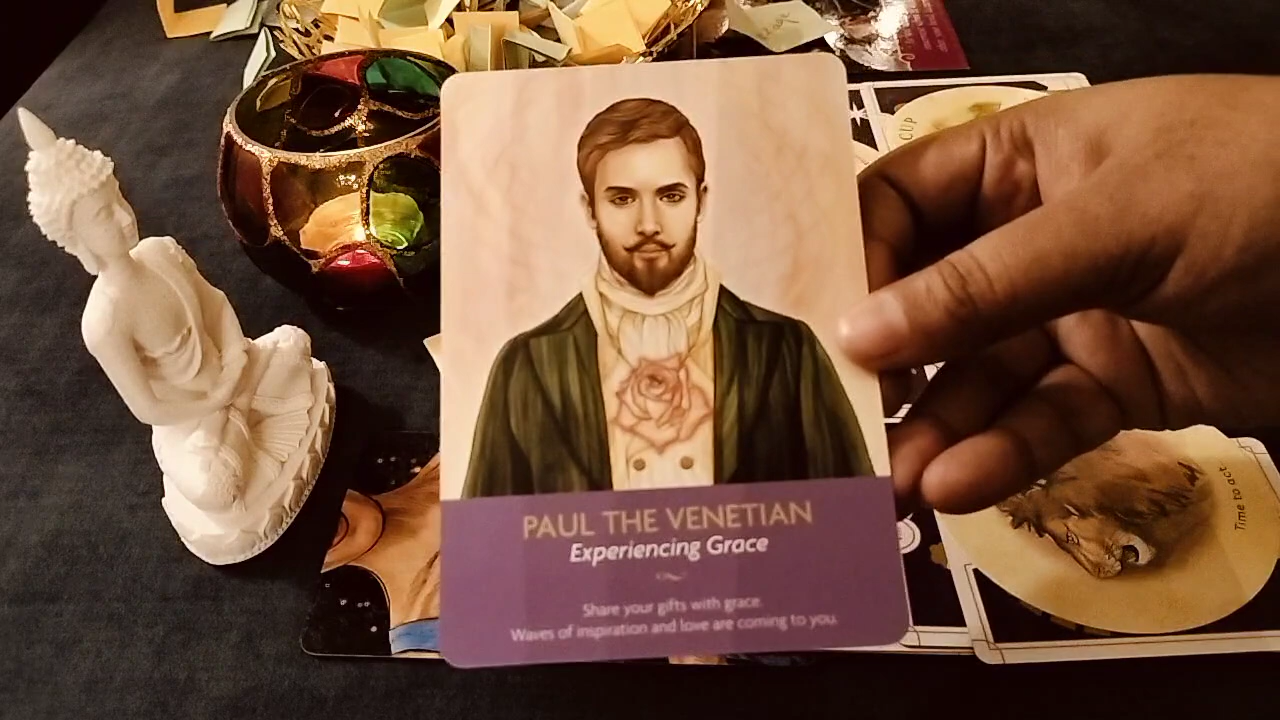 CUP
PAUL THE VENETIAN
Experiencing Grace
Share your gifts with grace.
Waves of inspiration and love are coming to you.
Time to act